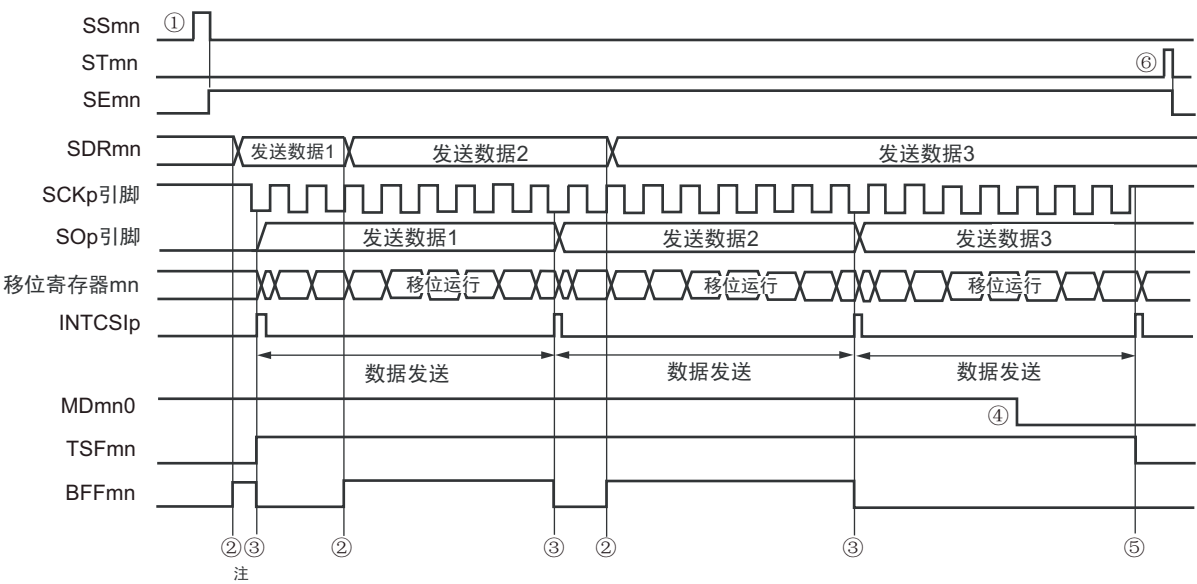 SSmn ①
STmn ⑥
SEmn
SDRmn 发送数据1 发送数据2 发送数据3
SCKp引脚
SOp引脚 发送数据1 发送数据2 发送数据3
移位寄存器mn 移位运行 移位运行 移位运行
INTCSIp
数据发送 数据发送 数据发送
MDmn0 ④
TSFmn
BFFmn
②③ ② ③ ② ③ ⑤
注